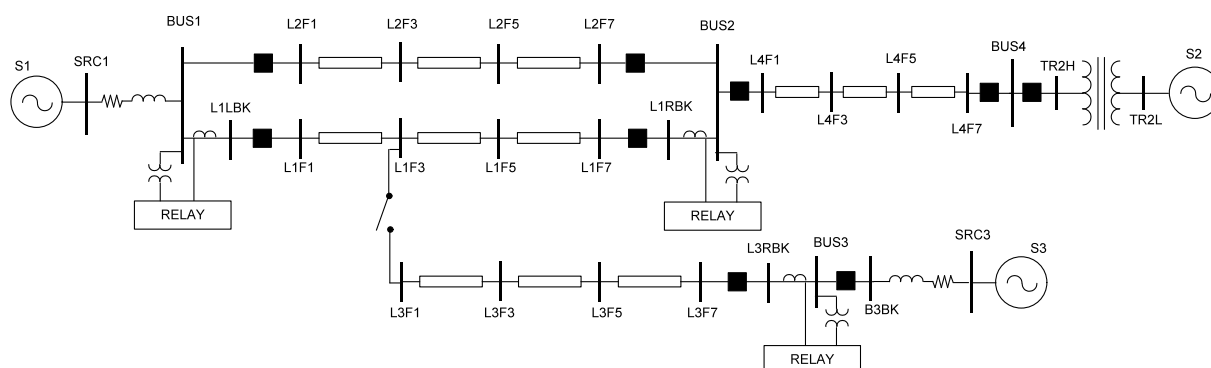 BUS1
L2F1
L2F3
L2F5
L2F7
BUS2
S1
SRC1
L4F1
L4F5
BUS4
TR2H
S2
L1LBK
L1RBK
L4F3
L4F7
TR2L
L1F1
L1F3
L1F5
L1F7
RELAY
RELAY
L3RBK
BUS3
SRC3
S3
L3F1
L3F3
L3F5
L3F7
B3BK
RELAY